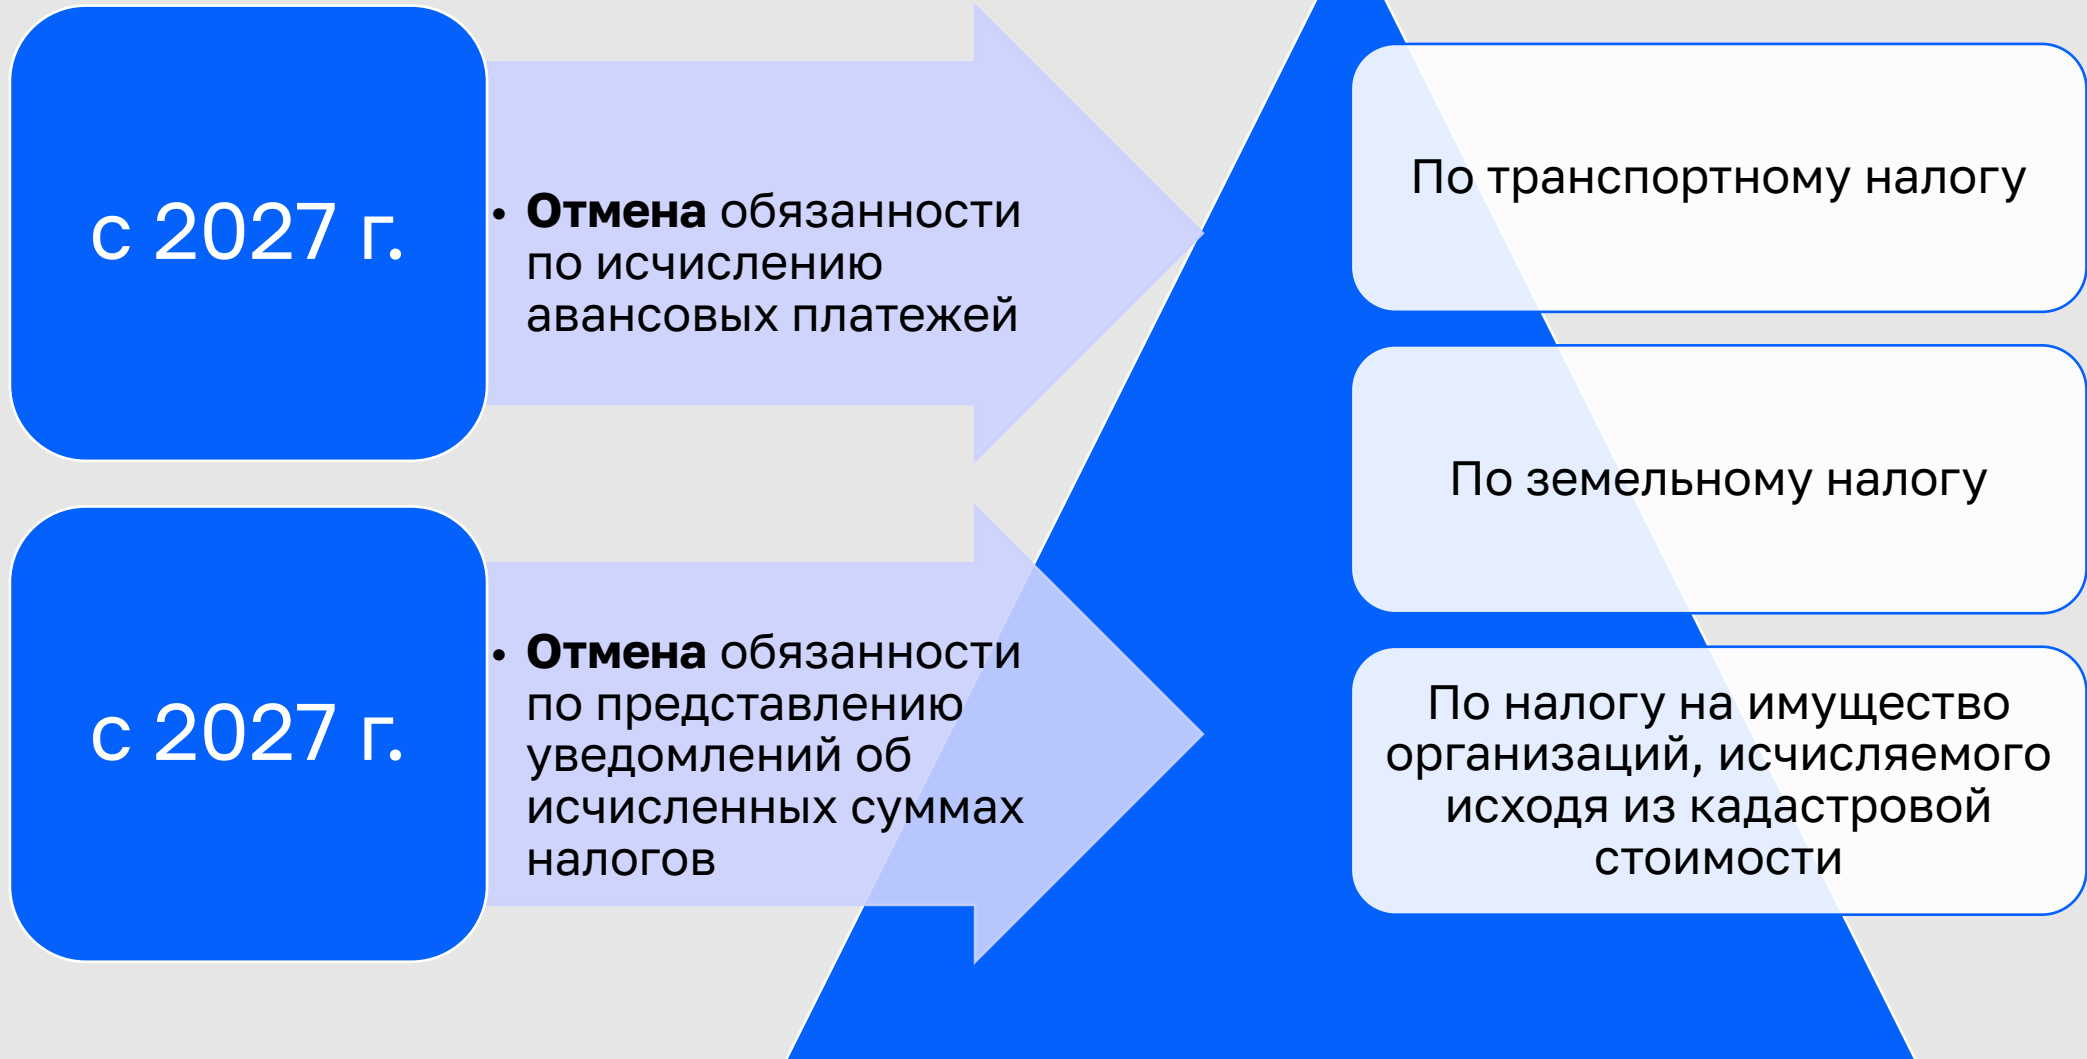 с 2027 г.
• Отмена обязанности
по исчислению
авансовых платежей
с 2027 г.
• Отмена обязанности
по представлению
уведомлений об
исчисленных суммах
налогов
По транспортному налогу
По земельному налогу
По налогу на имущество
организаций, исчисляемого
исходя из кадастровой
стоимости